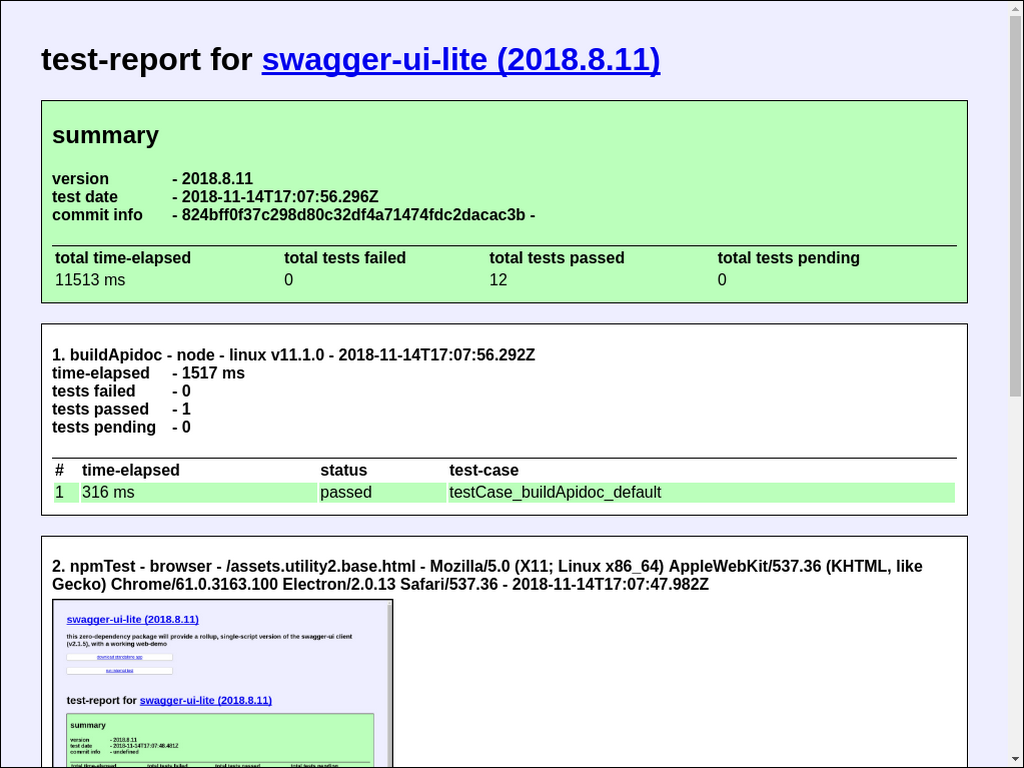 test-report for swagger-ui-lite (2018.8.11)
summary
version - 2018.8.11
test date - 2018-11-14T17:07:56.296Z
commit info - 824bff0f37c298d80c32df4a71474fdc2dacac3b -
total time-elapsed total tests failed total tests passed total tests pending
11513 ms 0 12 0
1. buildApidoc - node - linux v11.1.0 - 2018-11-14T17:07:56.292Z
time-elapsed - 1517 ms
tests failed - 0
tests passed - 1
tests pending - 0
# time-elapsed status test-case
1 316 ms passed testCase_buildApidoc_default
2. npmTest - browser - /assets.utility2.base.html - Mozilla/5.0 (X11; Linux x86_64) AppleWebKit/537.36 (KHTML, like
Gecko) Chrome/61.0.3163.100 Electron/2.0.13 Safari/537.36 - 2018-11-14T17:07:47.982Z
swagger-ui-lite (2018.8.11)
this zero-dependency package will provide a rollup, single-script version of the swagger-ui client
(v2.1.5), with a working web-demo
download standalone app
run internal test
test-report for swagger-ui-lite (2018.8.11)
summary
version - 2018.8.11
test date - 2018-11-14T17:07:48.481Z
commit info - undefined
total time-elapsed total tests failed total tests passed total tests pending